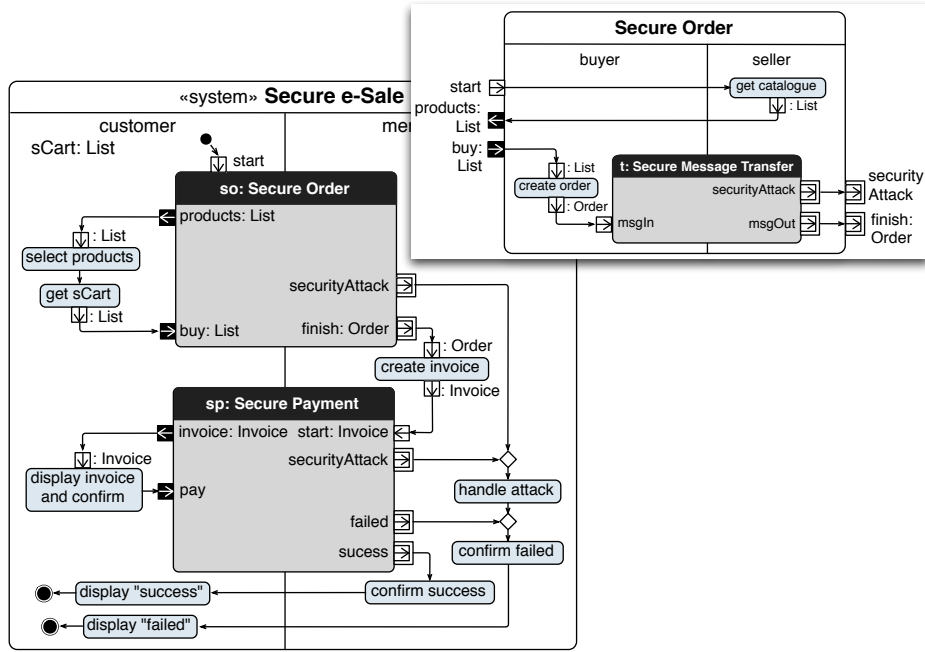 Secure Order
buyer
seller
start
get catalogue
: List
products:
List
buy:
List
: List
create order
: Order
t: Secure Message Transfer
securityAttack
msgIn
msgOut
security
Attack
finish:
Order
«system» Secure e-Sale
customer
mer
sCart: List
start
so: Secure Order
products: List
: List
select products
get sCart
: List
securityAttack
buy: List
finish: Order
: Order
create invoice
: Invoice
sp: Secure Payment
invoice: Invoice
start: Invoice
: Invoice
securityAttack
display invoice
and confirm
pay
handle attack
failed
sucess
confirm failed
display "success"
confirm success
display "failed"